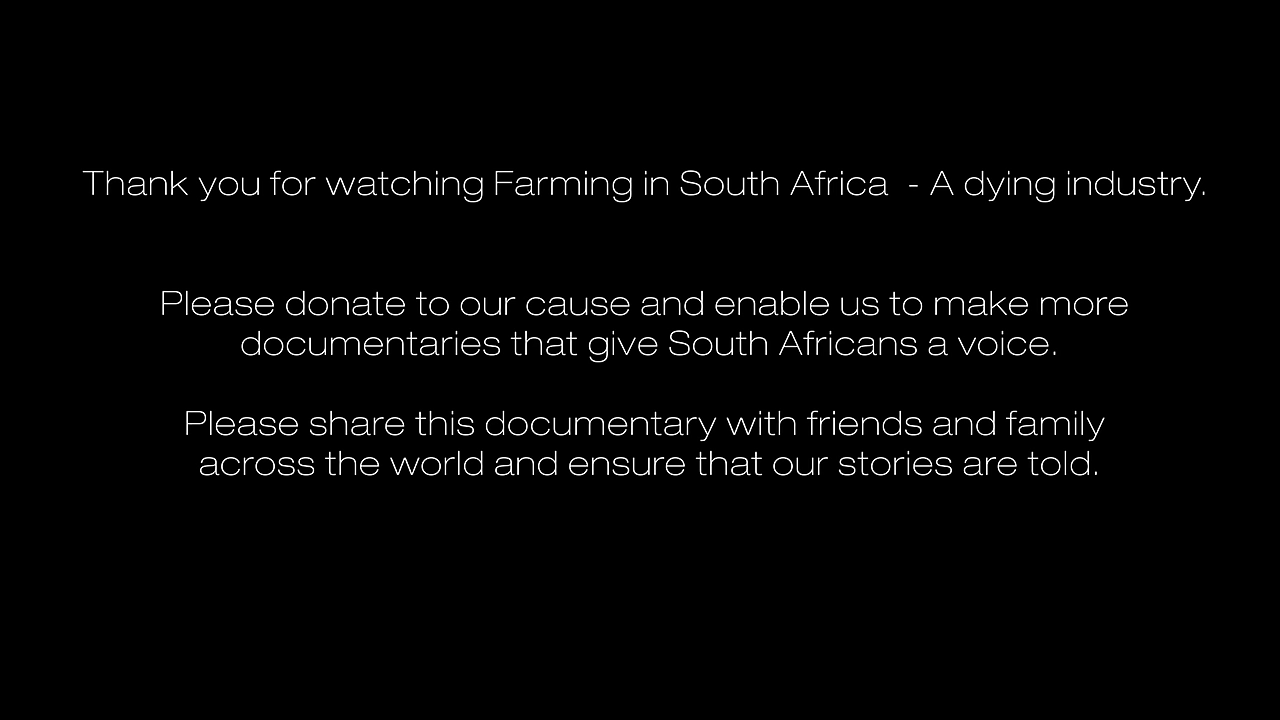 Thank you for watching Farming in South Africa  - A dying industry.
Please donate to our cause and enable us to make more
documentaries that give South Africans a voice.
Please share this documentary with friends and family
across the world and ensure that our stories are told.